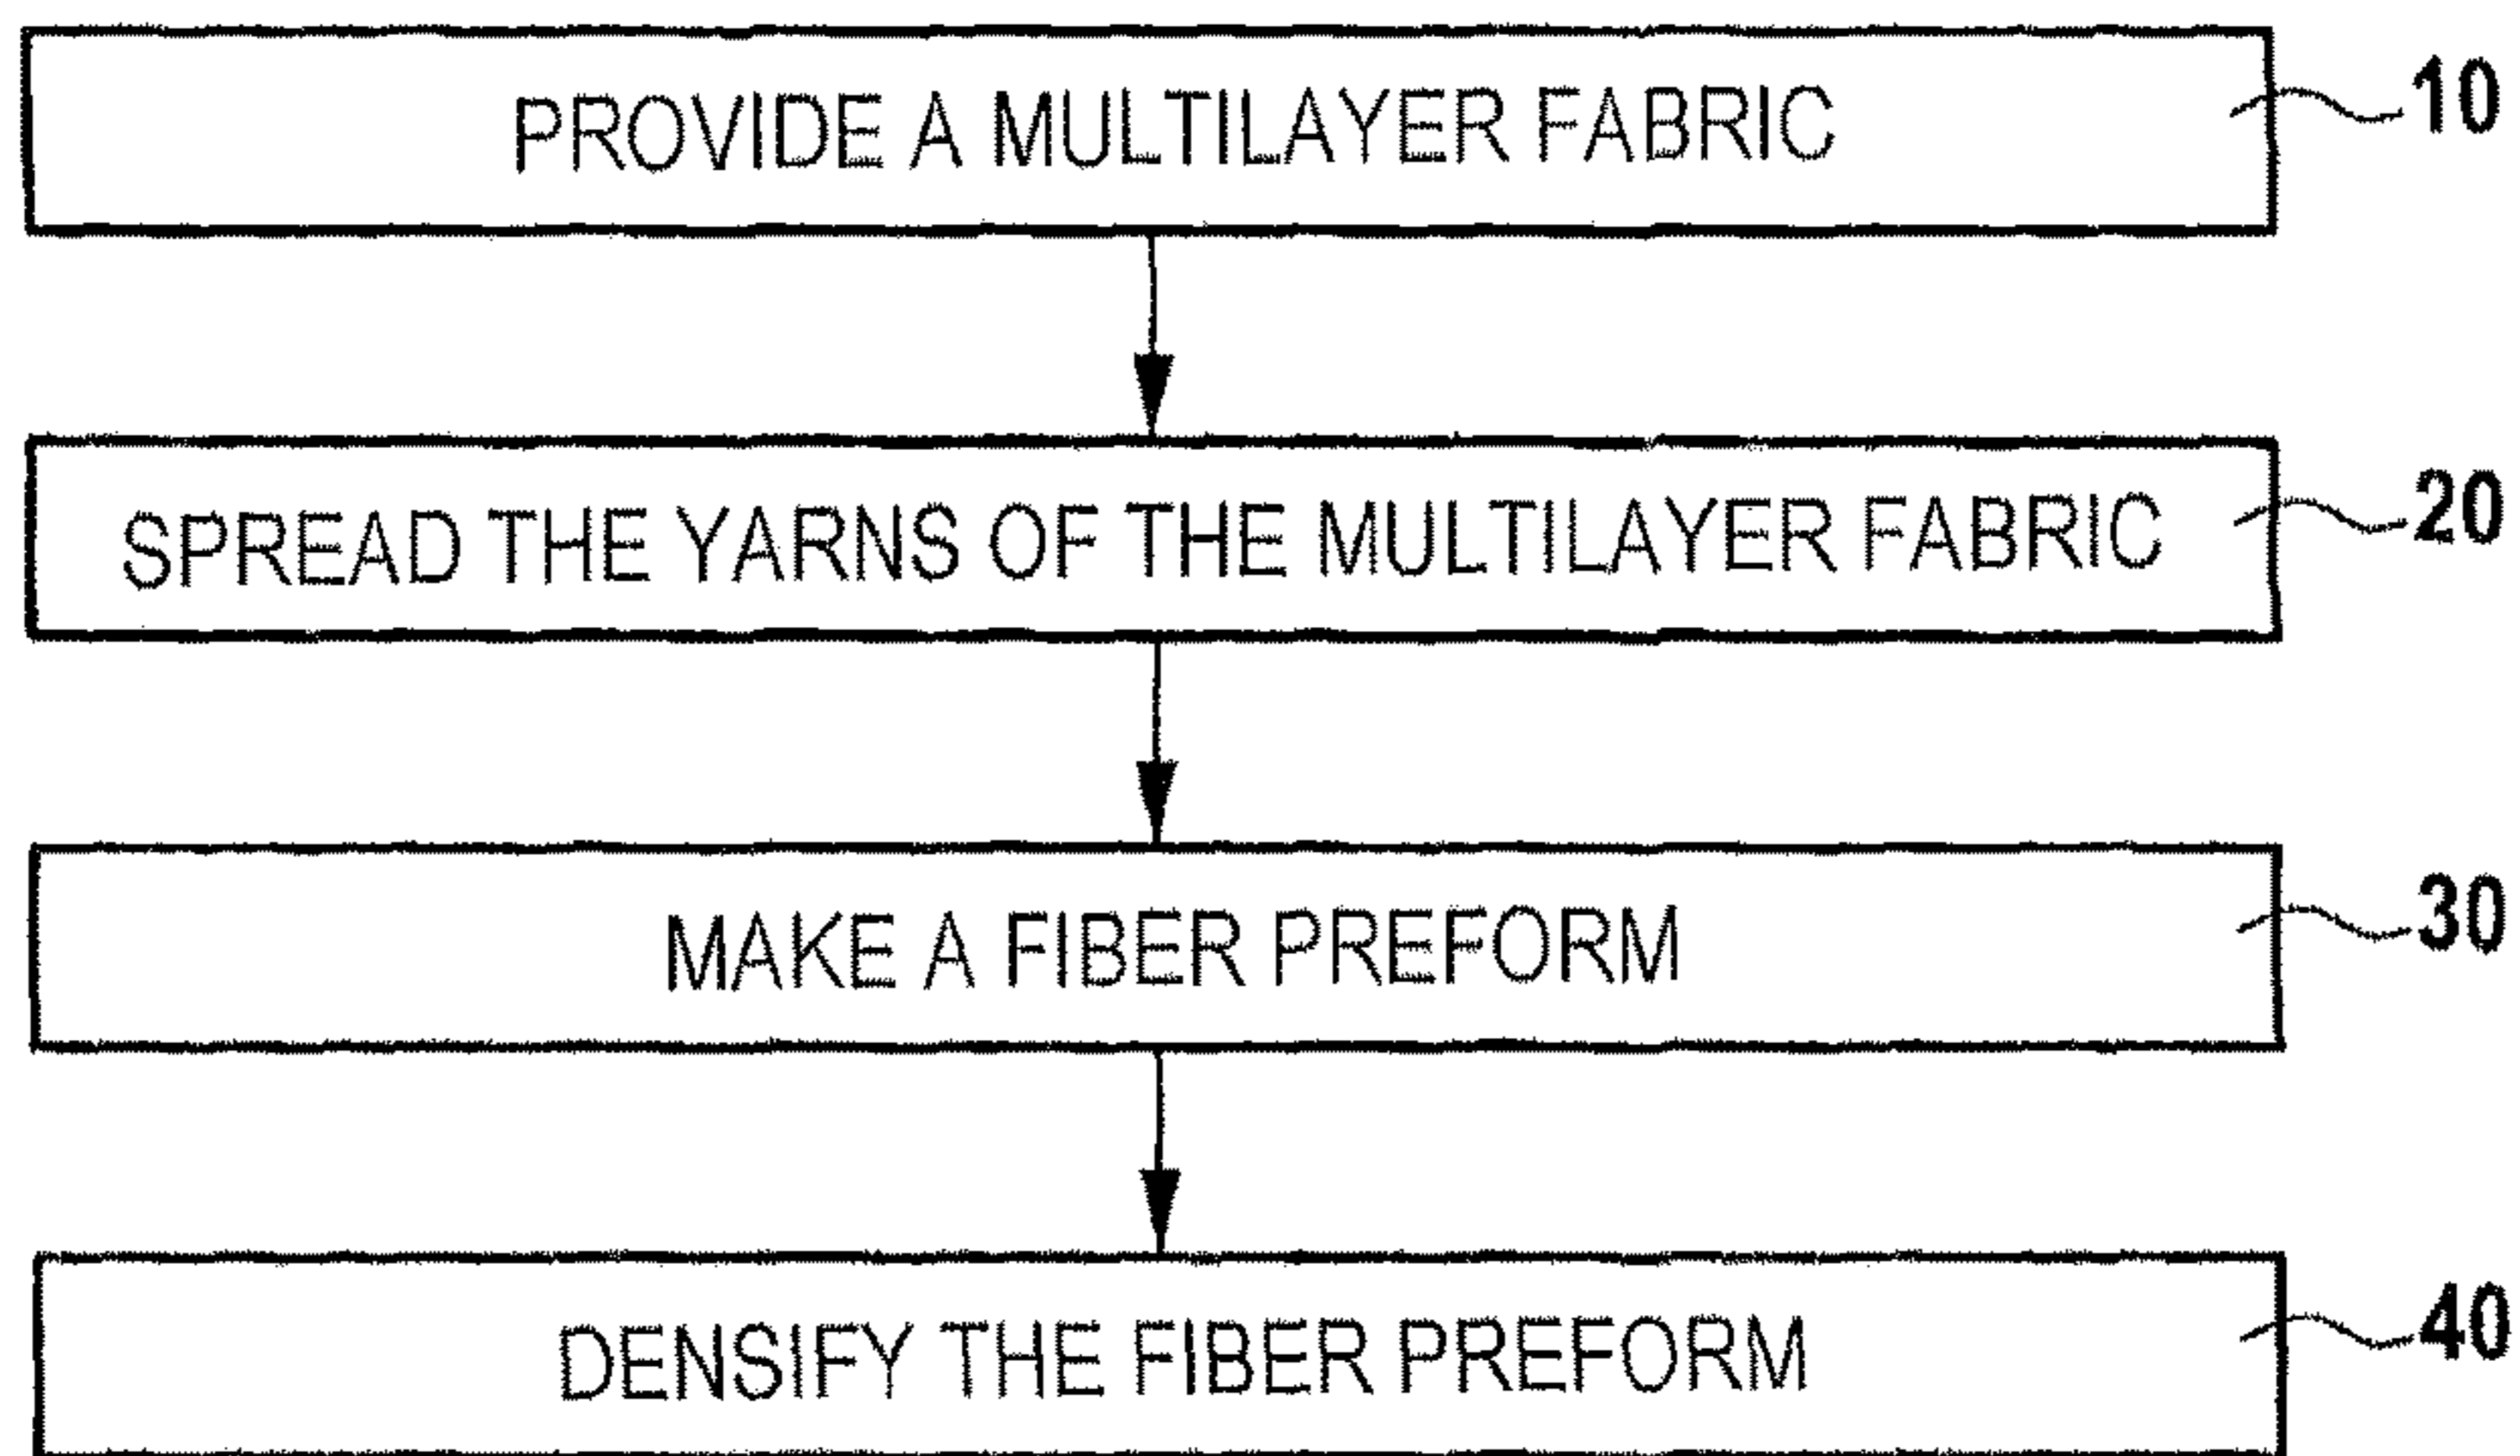 PROVIDE A MULTILAYER FABRIC 10
SPREAD THE YARNS OF THE MULTILAYER FABRIC 20
MAKE A FIBER PREFORM 30
DENSIFY THE FIBER PREFORM 40